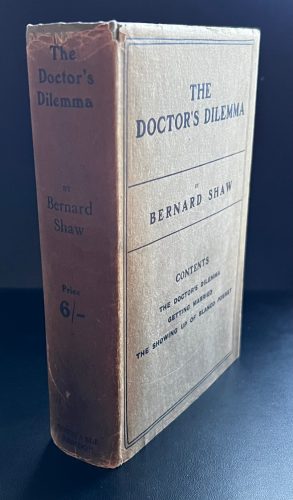 The
Doctor's
Dilemma
BY
Bernard
Shaw
Price
6/-
LONDON
THE
DOCTOR'S DILEMMA
BY
BERNARD SHAW
CONTENTS
THE DOCTOR'S DILEMMA
GETTING MARRIED
THE SHOWING UP OF BLANCO POSNET